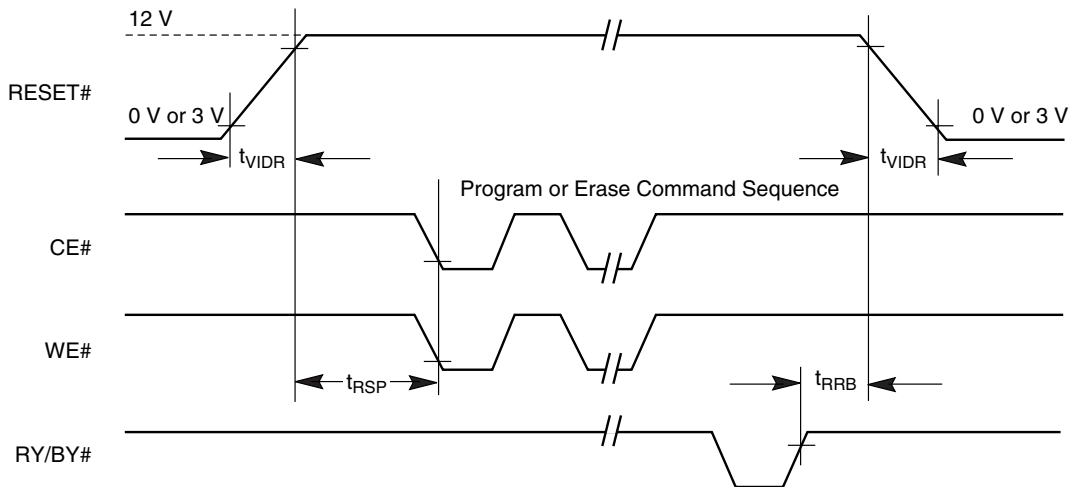 12 V
RESET#
0 V or 3 V
0 V or 3 V
tVIDR
tVIDR
Program or Erase Command Sequence
CE#
WE#
tRSP
tRRB
RY/BY#